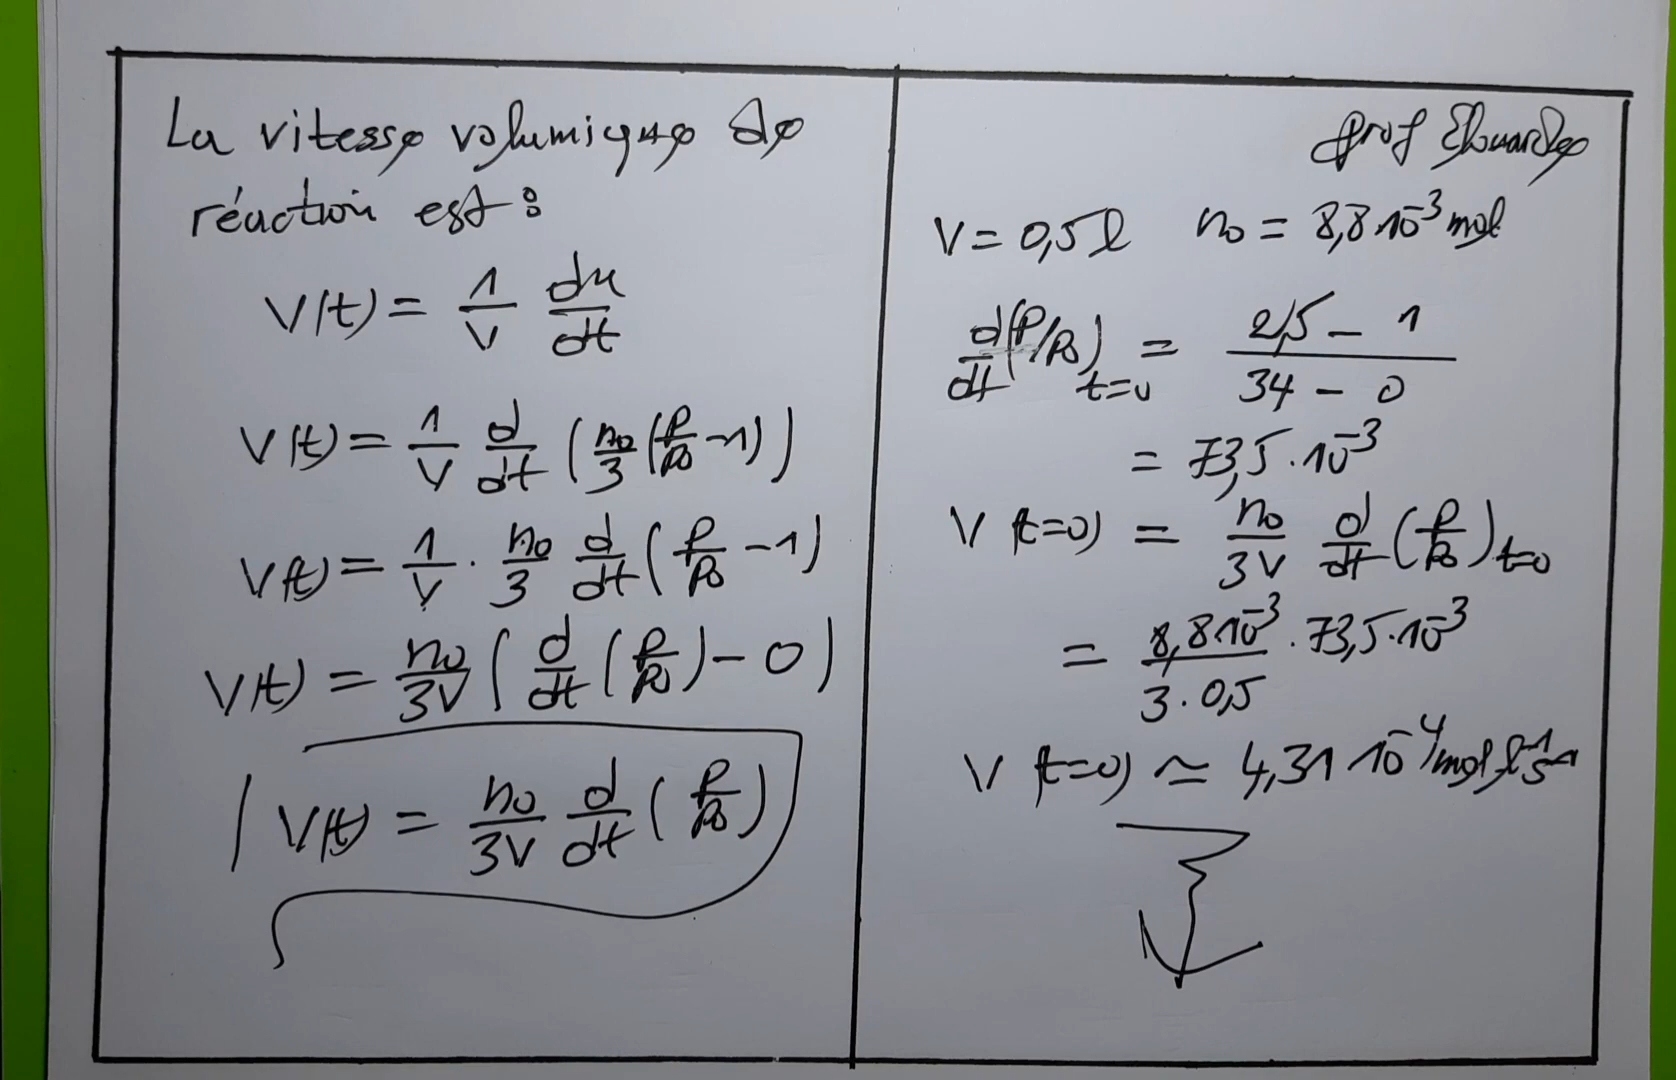 La vitesse volumique de
réaction est :
V(t) = 1/V dx/dt
V(t) = 1/V d/dt (n0/3 (P/P0 - 1))
V(t) = 1/V . n0/3 d/dt (P/P0 - 1)
V(t) = n0/3V (d/dt (P/P0) - 0)
V(t) = n0/3V d/dt (P/P0)
prof
V = 0,5 l n0 = 8,8 10^-3 mol
d/dt (P/P0)t=0 = 2,5 - 1 / 34 - 0
= 73,5 . 10^-3
V (t=0) = n0/3V d/dt (P/P0)t=0
= 8,8 10^-3 / 3 . 0,5 . 73,5 . 10^-3
V (t=0) ≃ 4,31 10^-4 mol.l^-1 s^-1